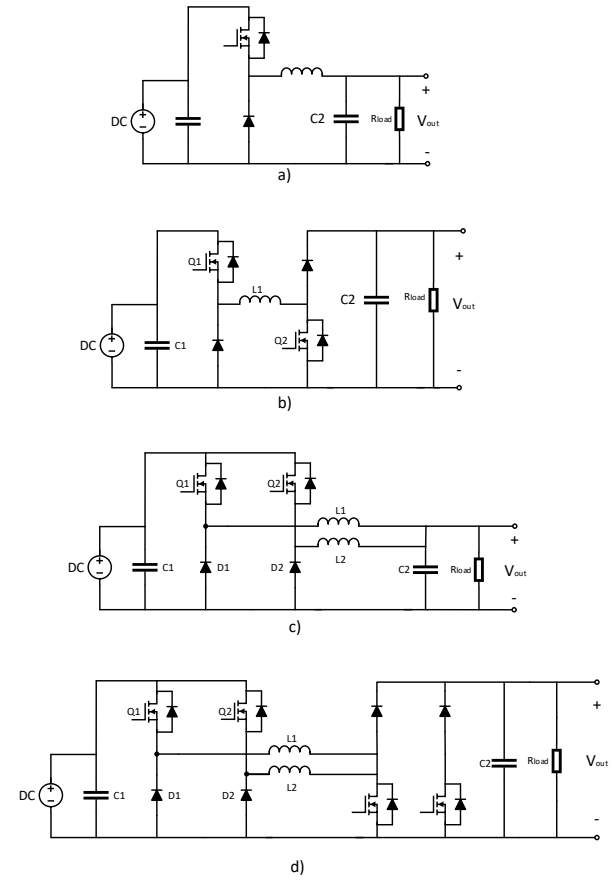 DC
+
−
C2
Rload
+
Vout
-
a)
Q1
L1
Q2
DC
+
−
C1
C2
Rload
+
Vout
-
b)
Q1
Q2
L1
L2
DC
+
−
C1
D1
D2
C2
Rload
+
Vout
-
c)
Q1
Q2
L1
L2
DC
+
−
C1
D1
D2
C2
Rload
+
Vout
-
d)